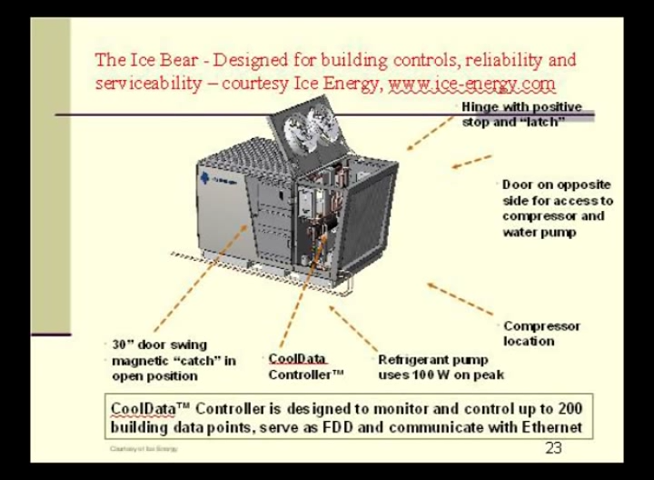 The Ice Bear - Designed for building controls, reliability and
serviceability – courtesy Ice Energy, www.ice-energy.com
Hinge with positive
stop and “latch”
Door on opposite
side for access to
compressor and
water pump
Compressor
location
30” door swing
magnetic “catch” in
open position
CoolData
Controller™
Refrigerant pump
uses 100 W on peak
CoolData™ Controller is designed to monitor and control up to 200
building data points, serve as FDD and communicate with Ethernet
Courtesy of Ice Energy
23